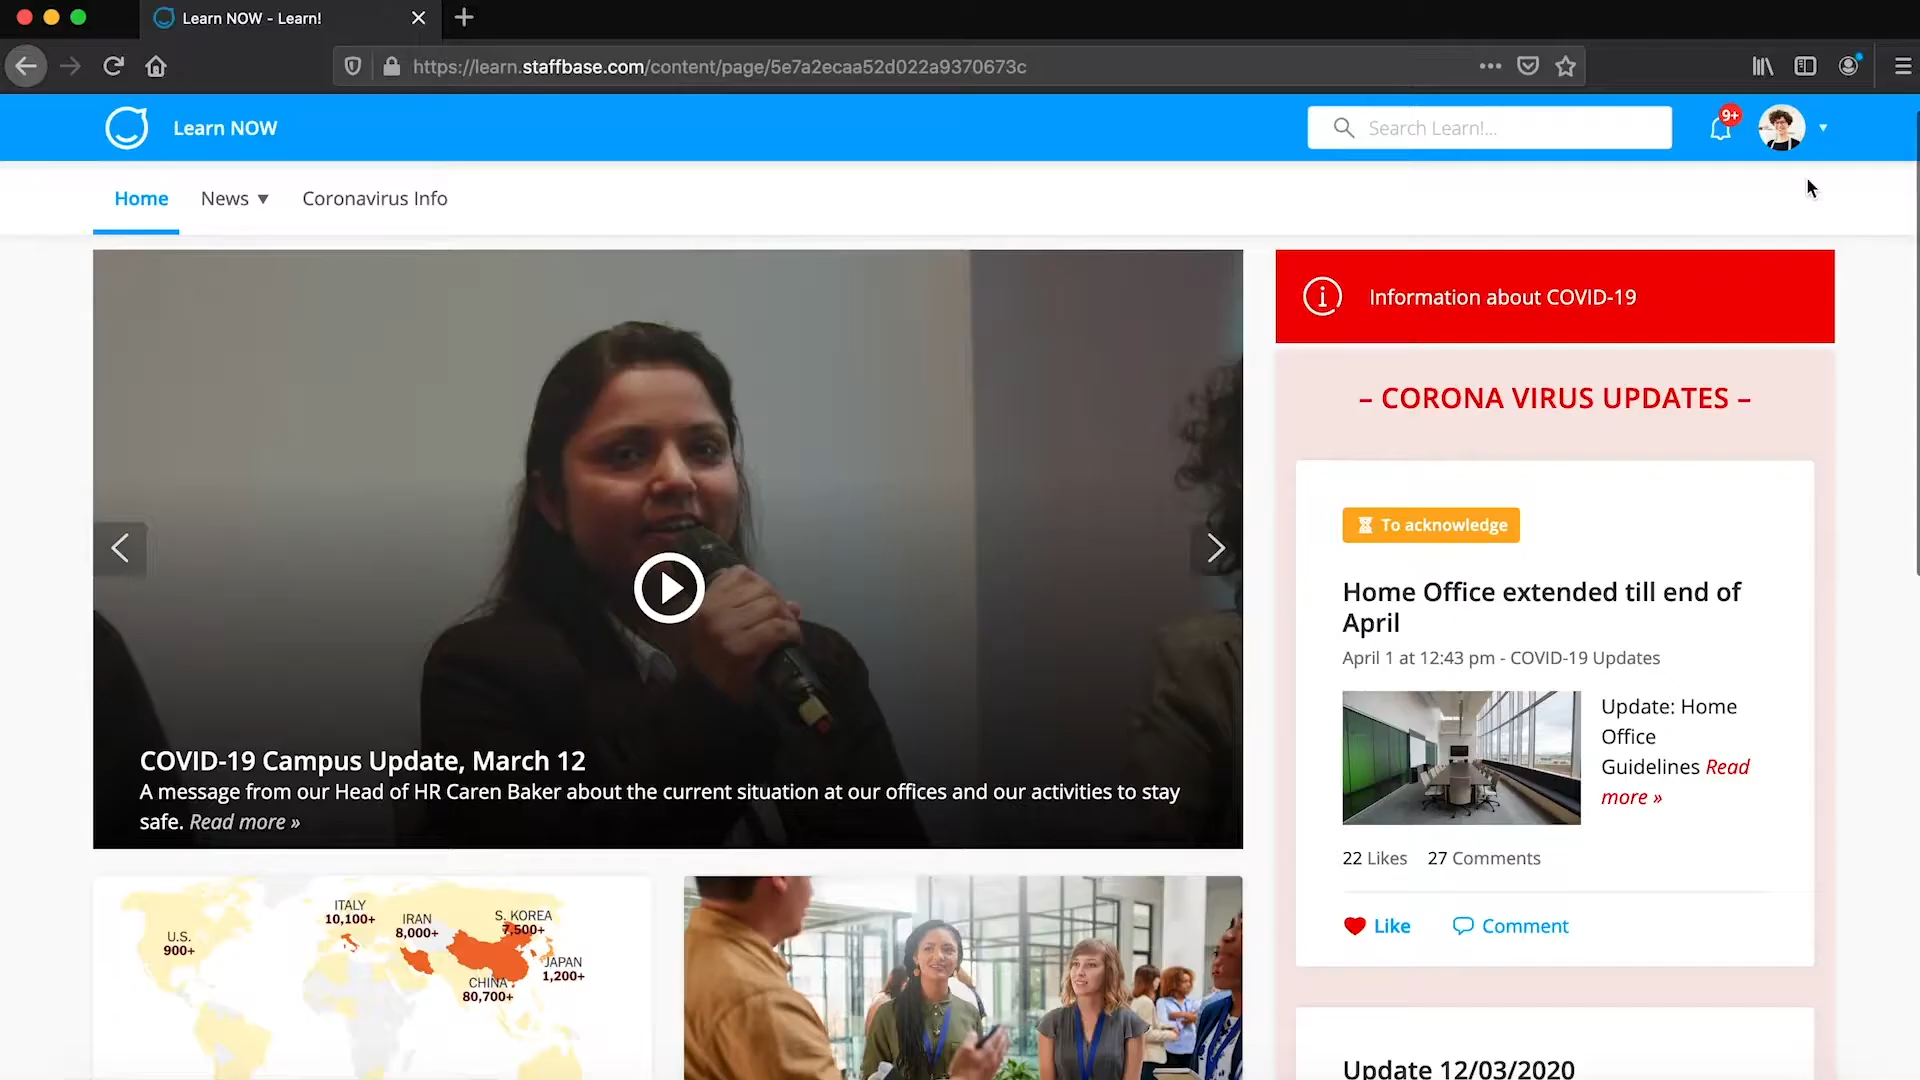 Learn NOW - Learn!
https://learn.staffbase.com/content/page/5e7a2ecaa52d022a9370673c
Learn NOW
Search Learn!...
9+
Home
News
Coronavirus Info
Information about COVID-19
– CORONA VIRUS UPDATES –
To acknowledge
Home Office extended till end of
April
April 1 at 12:43 pm - COVID-19 Updates
Update: Home
Office
Guidelines Read
more »
22 Likes 27 Comments
Like
Comment
Update 12/03/2020
COVID-19 Campus Update, March 12
A message from our Head of HR Caren Baker about the current situation at our offices and our activities to stay
safe. Read more »
U.S.
900+
ITALY
10,100+
IRAN
8,000+
S. KOREA
7,500+
JAPAN
1,200+
CHINA
80,700+